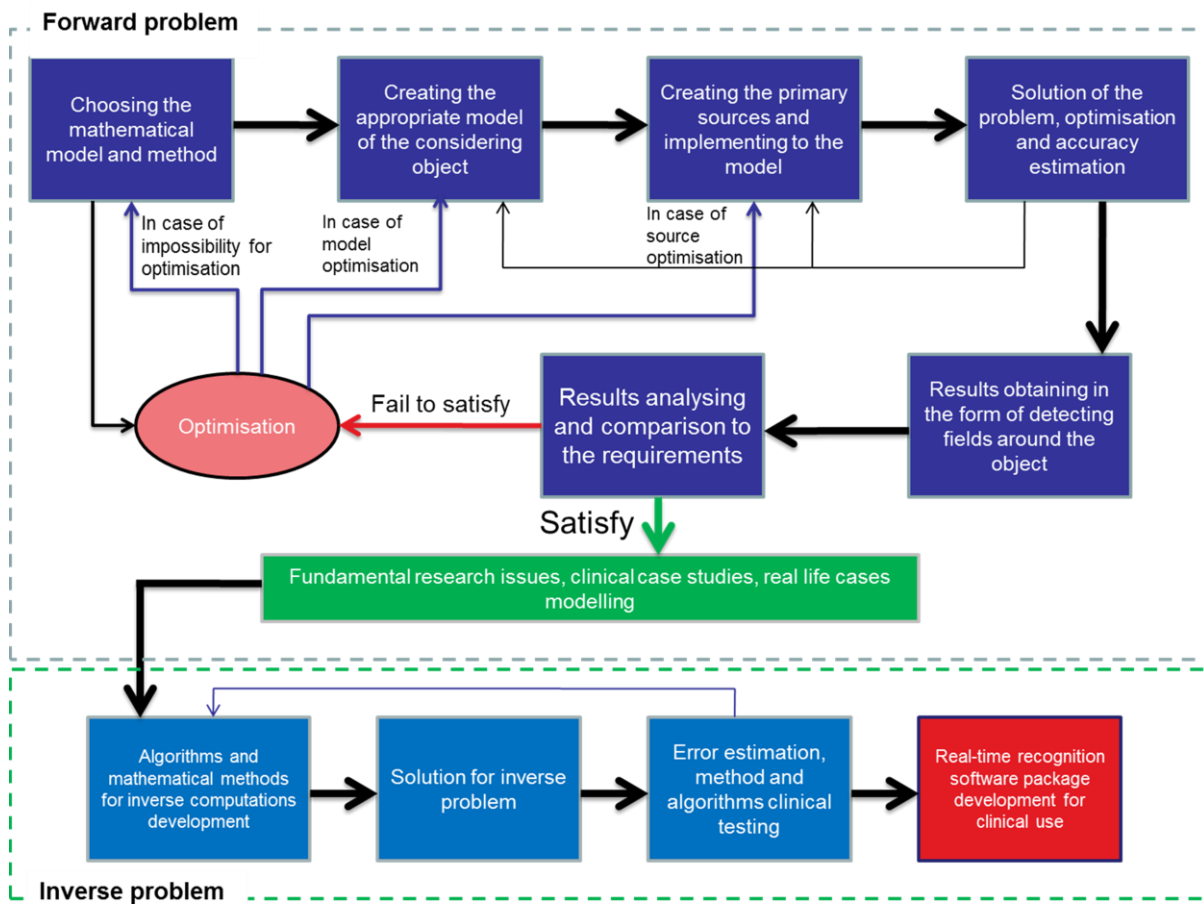 Forward problem
Choosing the
mathematical
model and method
Creating the
appropriate model
of the considering
object
Creating the primary
sources and
implementing to the
model
Solution of the
problem, optimisation
and accuracy
estimation
In case of
impossibility for
optimisation
In case of
model
optimisation
In case of
source
optimisation
Optimisation
Fail to satisfy
Results analysing
and comparison to
the requirements
Results obtaining in
the form of detecting
fields around the
object
Satisfy
Fundamental research issues, clinical case studies, real life cases
modelling
Algorithms and
mathematical methods
for inverse computations
development
Solution for inverse
problem
Error estimation,
method and
algorithms clinical
testing
Real-time recognition
software package
development for
clinical use
Inverse problem